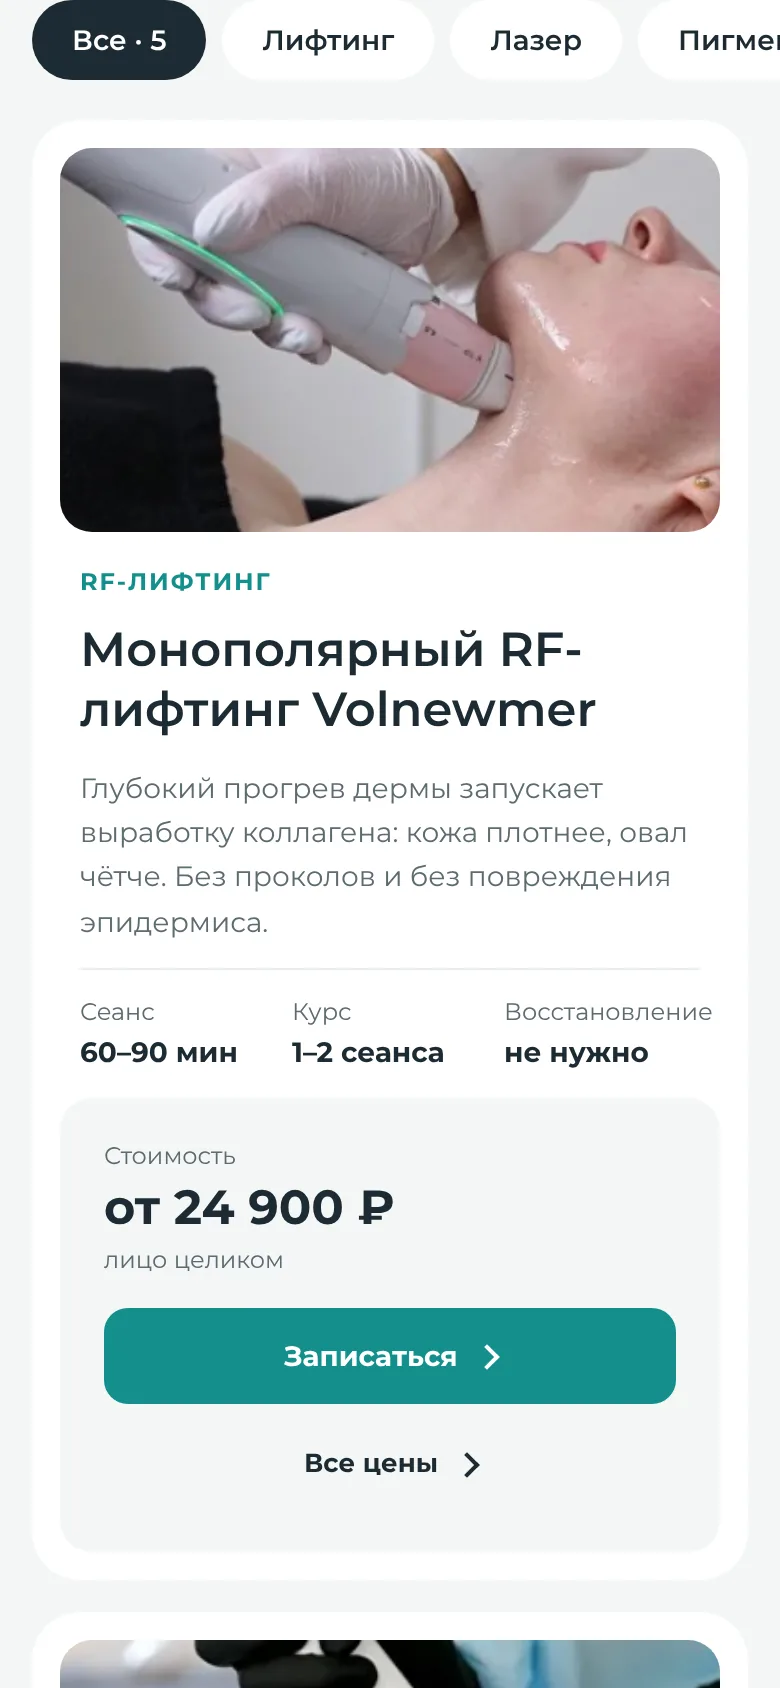 Все · 5
Лифтинг
Лазер
RF-ЛИФТИНГ
Монополярный RF-
лифтинг Volnewmer
Глубокий прогрев дермы запускает
выработку коллагена: кожа плотнее, овал
чётче. Без проколов и без повреждения
эпидермиса.
Сеанс
Курс
Восстановление
60–90 мин
1–2 сеанса
не нужно
Стоимость
от 24 900 ₽
лицо целиком
Записаться
Все цены